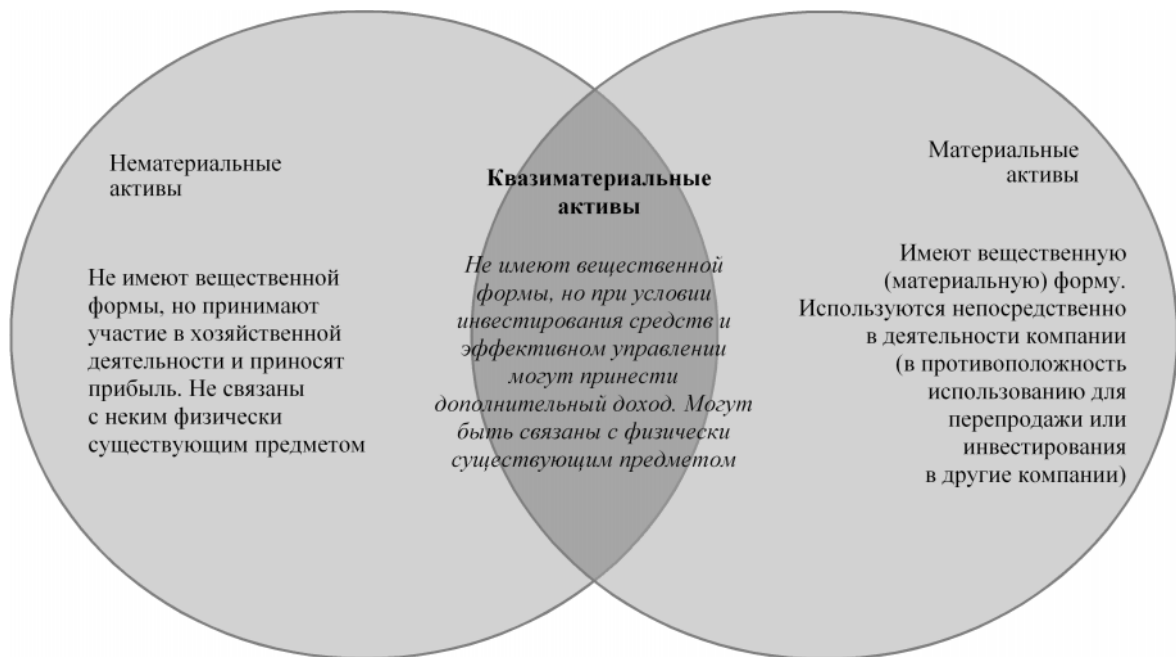 Нематериальные
активы
Не имеют вещественной
формы, но принимают
участие в хозяйственной
деятельности и приносят
прибыль. Не связаны
с неким физически
существующим предметом
Квазиматериальные
активы
Не имеют вещественной
формы, но при условии
инвестирования средств и
эффективном управлении
могут принести
дополнительный доход. Могут
быть связаны с физически
существующим предметом
Материальные
активы
Имеют вещественную
(материальную) форму.
Используются непосредственно
в деятельности компании
(в противоположность
использованию для
перепродажи или
инвестирования
в другие компании)